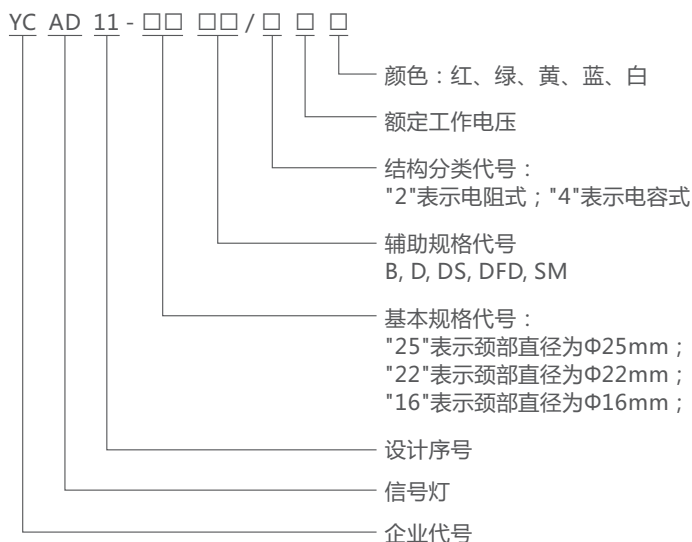 YC AD 11 - □□ □□ / □ □ □
颜色：红、绿、黄、蓝、白
额定工作电压
结构分类代号：
"2"表示电阻式；"4"表示电容式
辅助规格代号
B, D, DS, DFD, SM
基本规格代号：
"25"表示颈部直径为Φ25mm；
"22"表示颈部直径为Φ22mm；
"16"表示颈部直径为Φ16mm；
设计序号
信号灯
企业代号